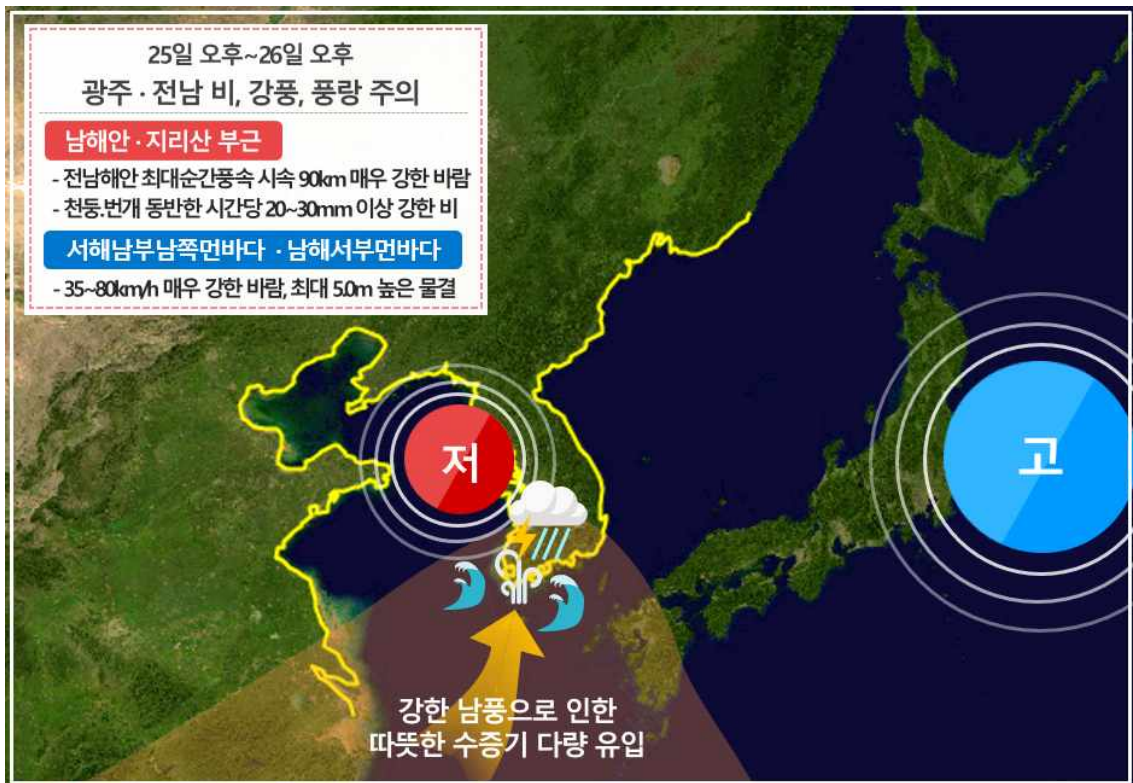 25일 오후~26일 오후
광주 · 전남 비, 강풍, 풍랑 주의
남해안 · 지리산 부근
- 전남해안 최대순간풍속 시속 90km 매우 강한 바람
- 천둥.번개 동반한 시간당 20~30mm 이상 강한 비
서해남부남쪽먼바다 · 남해서부먼바다
- 35~80km/h 매우 강한 바람, 최대 5.0m 높은 물결
저
고
강한 남풍으로 인한
따뜻한 수증기 다량 유입